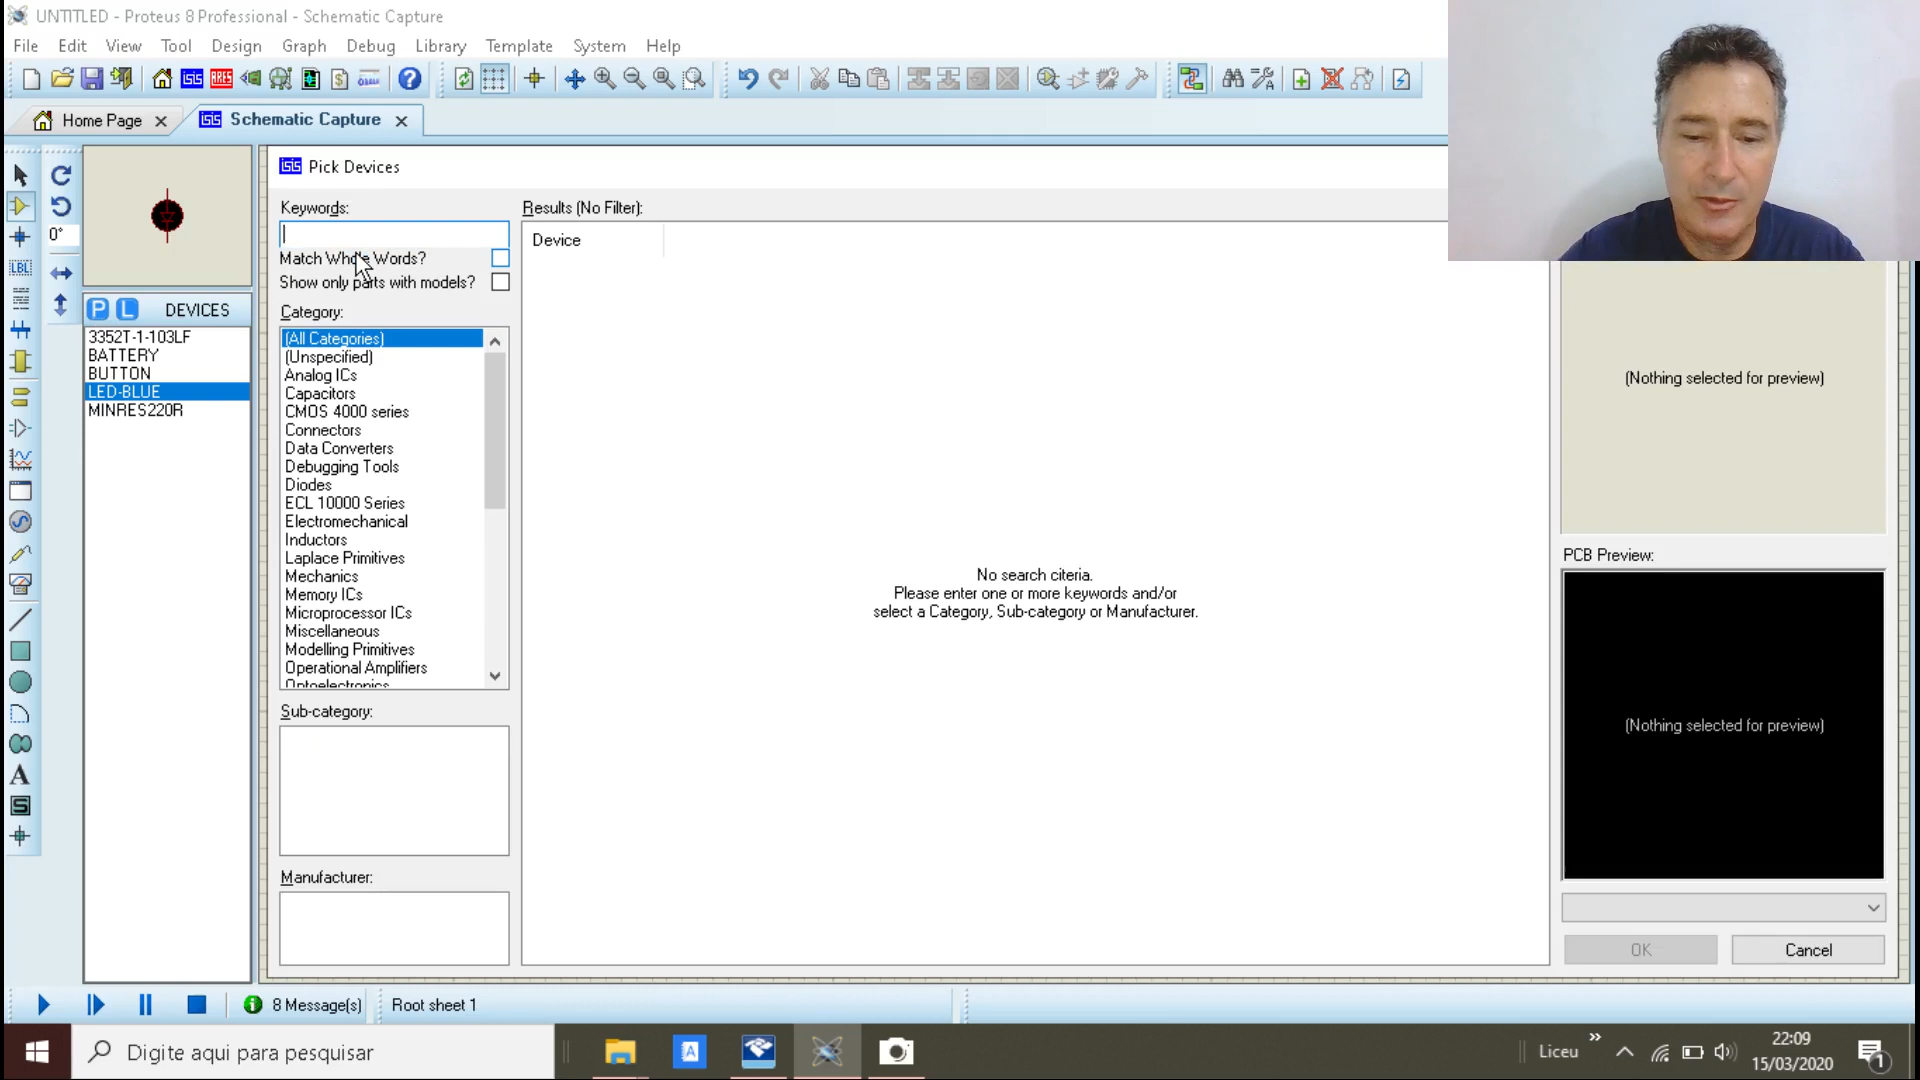 UNTITLED - Proteus 8 Professional - Schematic Capture
File Edit View Tool Design Graph Debug Library Template System Help
Home Page
Schematic Capture
Pick Devices
Keywords:
Results (No Filter):
Match Whole Words?
Device
Show only parts with models?
Category:
(All Categories)
(Unspecified)
Analog ICs
Capacitors
CMOS 4000 series
Connectors
Data Converters
Debugging Tools
Diodes
ECL 10000 Series
Electromechanical
Inductors
Laplace Primitives
Mechanics
Memory ICs
Microprocessor ICs
Miscellaneous
Modelling Primitives
Operational Amplifiers
Optoelectronics
Sub-category:
Manufacturer:
0°
LBL
A
S
P L DEVICES
3352T-1-103LF
BATTERY
BUTTON
LED-BLUE
MINRES220R
No search citeria.
Please enter one or more keywords and/or
select a Category, Sub-category or Manufacturer.
(Nothing selected for preview)
PCB Preview:
(Nothing selected for preview)
OK Cancel
8 Message(s)
Root sheet 1
Digite aqui para pesquisar
Liceu
22:09
15/03/2020
1